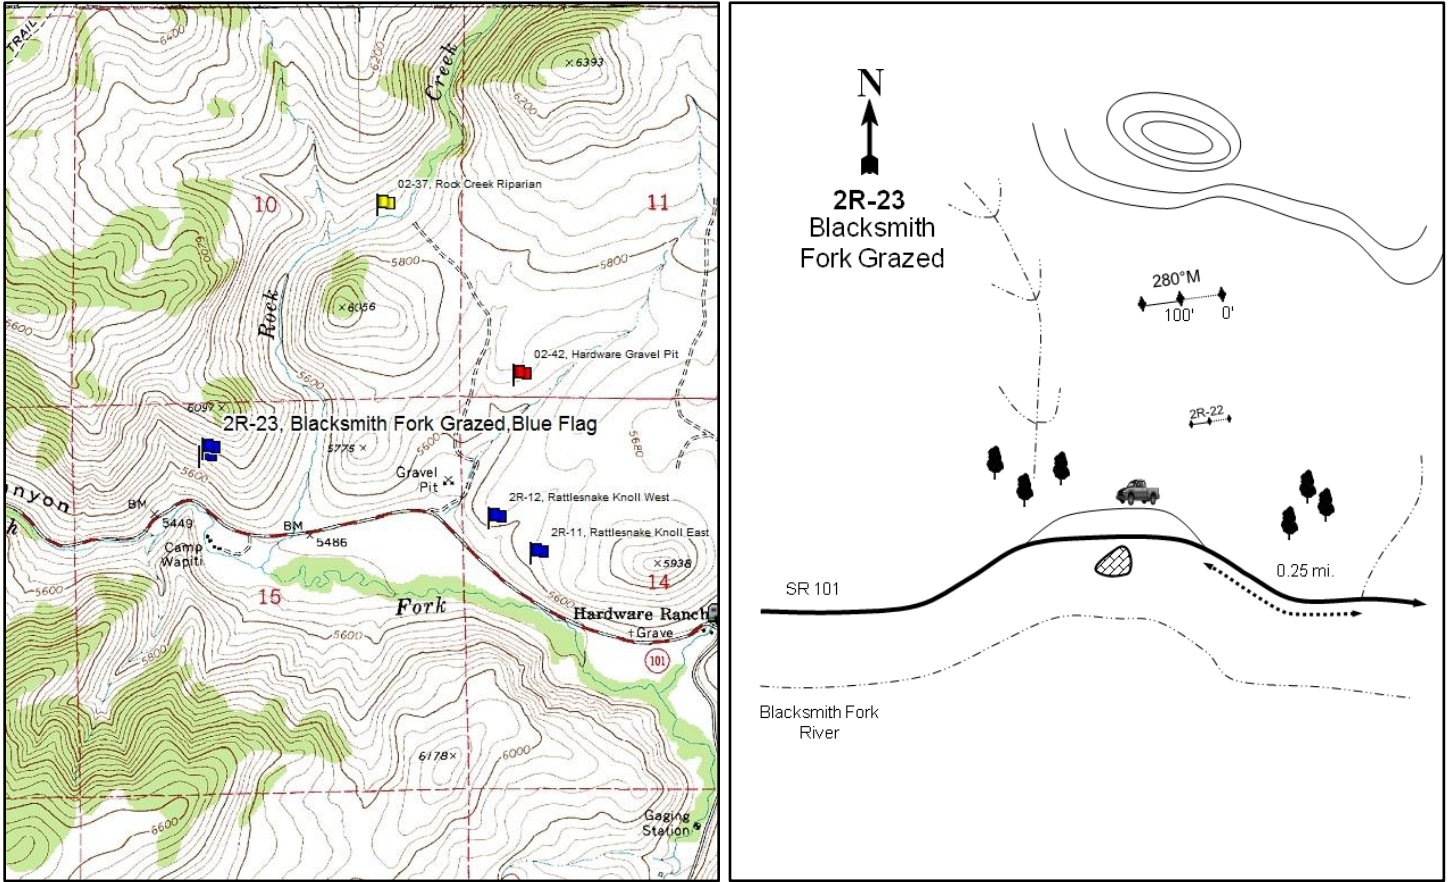 TRAIL
6400
6200
Creek
×6393
6200
02-37, Rock Creek Riparian
10
11
6200
5800
5800
×6056
Rock
5600
02-42, Hardware Gravel Pit
5600
6097×
2R-23, Blacksmith Fork Grazed,Blue Flag
5775×
5600
5680
Gravel
Pit
5600
nyon
h
BM
5449
BM
5486
2R-12, Rattlesnake Knoll West
2R-11, Rattlesnake Knoll East
Camp
Wapiti
×5938
14
5600
15
Fork
5600
Hardware Ranch
†Grave
5600
101
5800
6178×
6000
6600
Gaging
Station
N
2R-23
Blacksmith
Fork Grazed
280°M
100'
0'
2R-22
0.25 mi.
SR 101
Blacksmith Fork
River